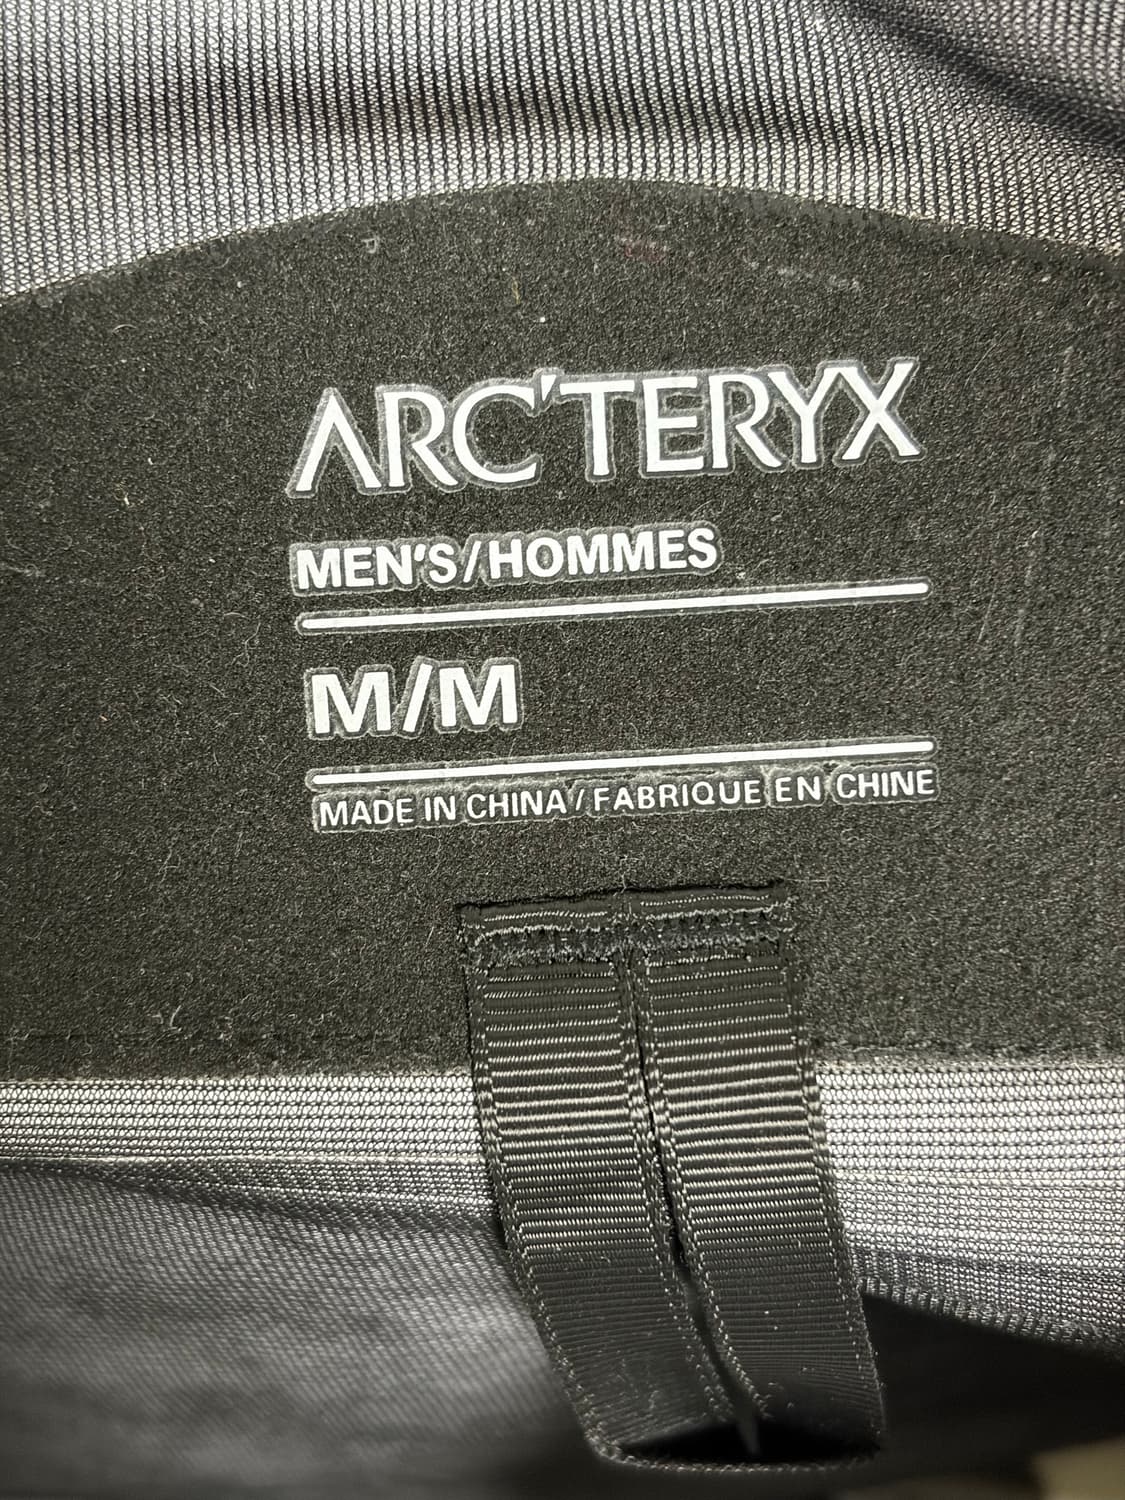 ARC'TERYX
MEN'S/HOMMES
M/M
MADE IN CHINA / FABRIQUE EN CHINE